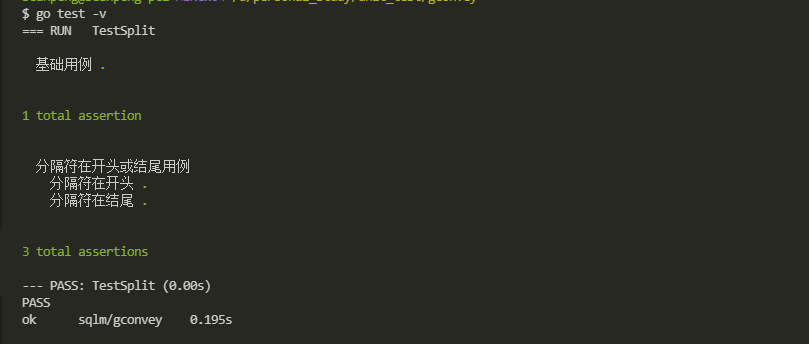 $ go test -v
=== RUN   TestSplit
基础用例 .
1 total assertion
分隔符在开头或结尾用例
分隔符在开头 .
分隔符在结尾 .
3 total assertions
--- PASS: TestSplit (0.00s)
PASS
ok      sqlm/gconvey    0.195s